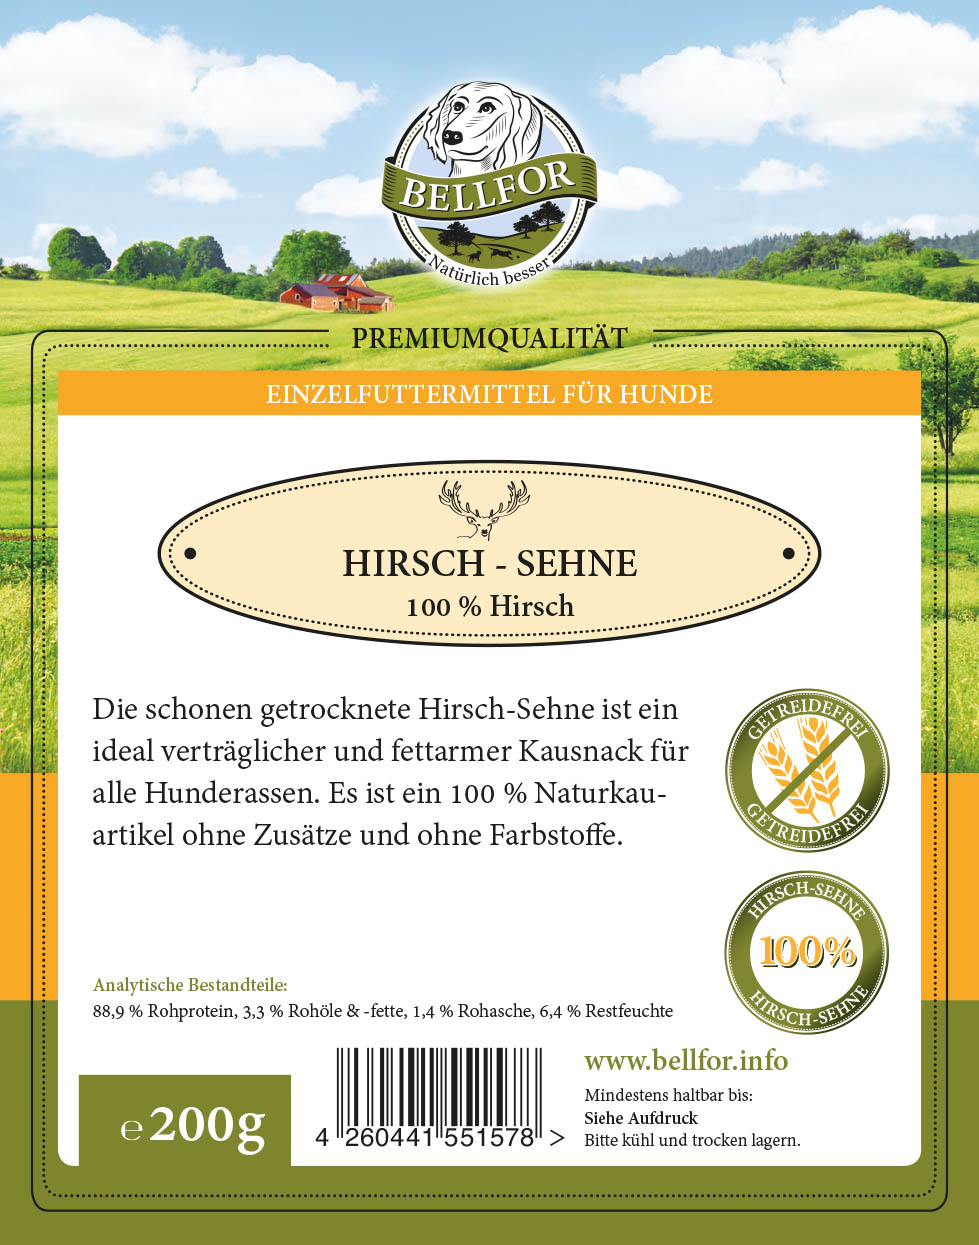 BELLFOR
Natürlich besser
PREMIUMQUALITÄT
EINZELFUTTERMITTEL FÜR HUNDE
HIRSCH - SEHNE
100 % Hirsch
Die schonen getrocknete Hirsch-Sehne ist ein
ideal verträglicher und fettarmer Kausnack für
alle Hunderassen. Es ist ein 100 % Naturkau-
artikel ohne Zusätze und ohne Farbstoffe.
GETREIDEFREI
GETREIDEFREI
HIRSCH-SEHNE
100%
HIRSCH-SEHNE
Analytische Bestandteile:
88,9 % Rohprotein, 3,3 % Rohöle & -fette, 1,4 % Rohasche, 6,4 % Restfeuchte
℮ 200g
4 260441 551578 >
www.bellfor.info
Mindestens haltbar bis:
Siehe Aufdruck
Bitte kühl und trocken lagern.